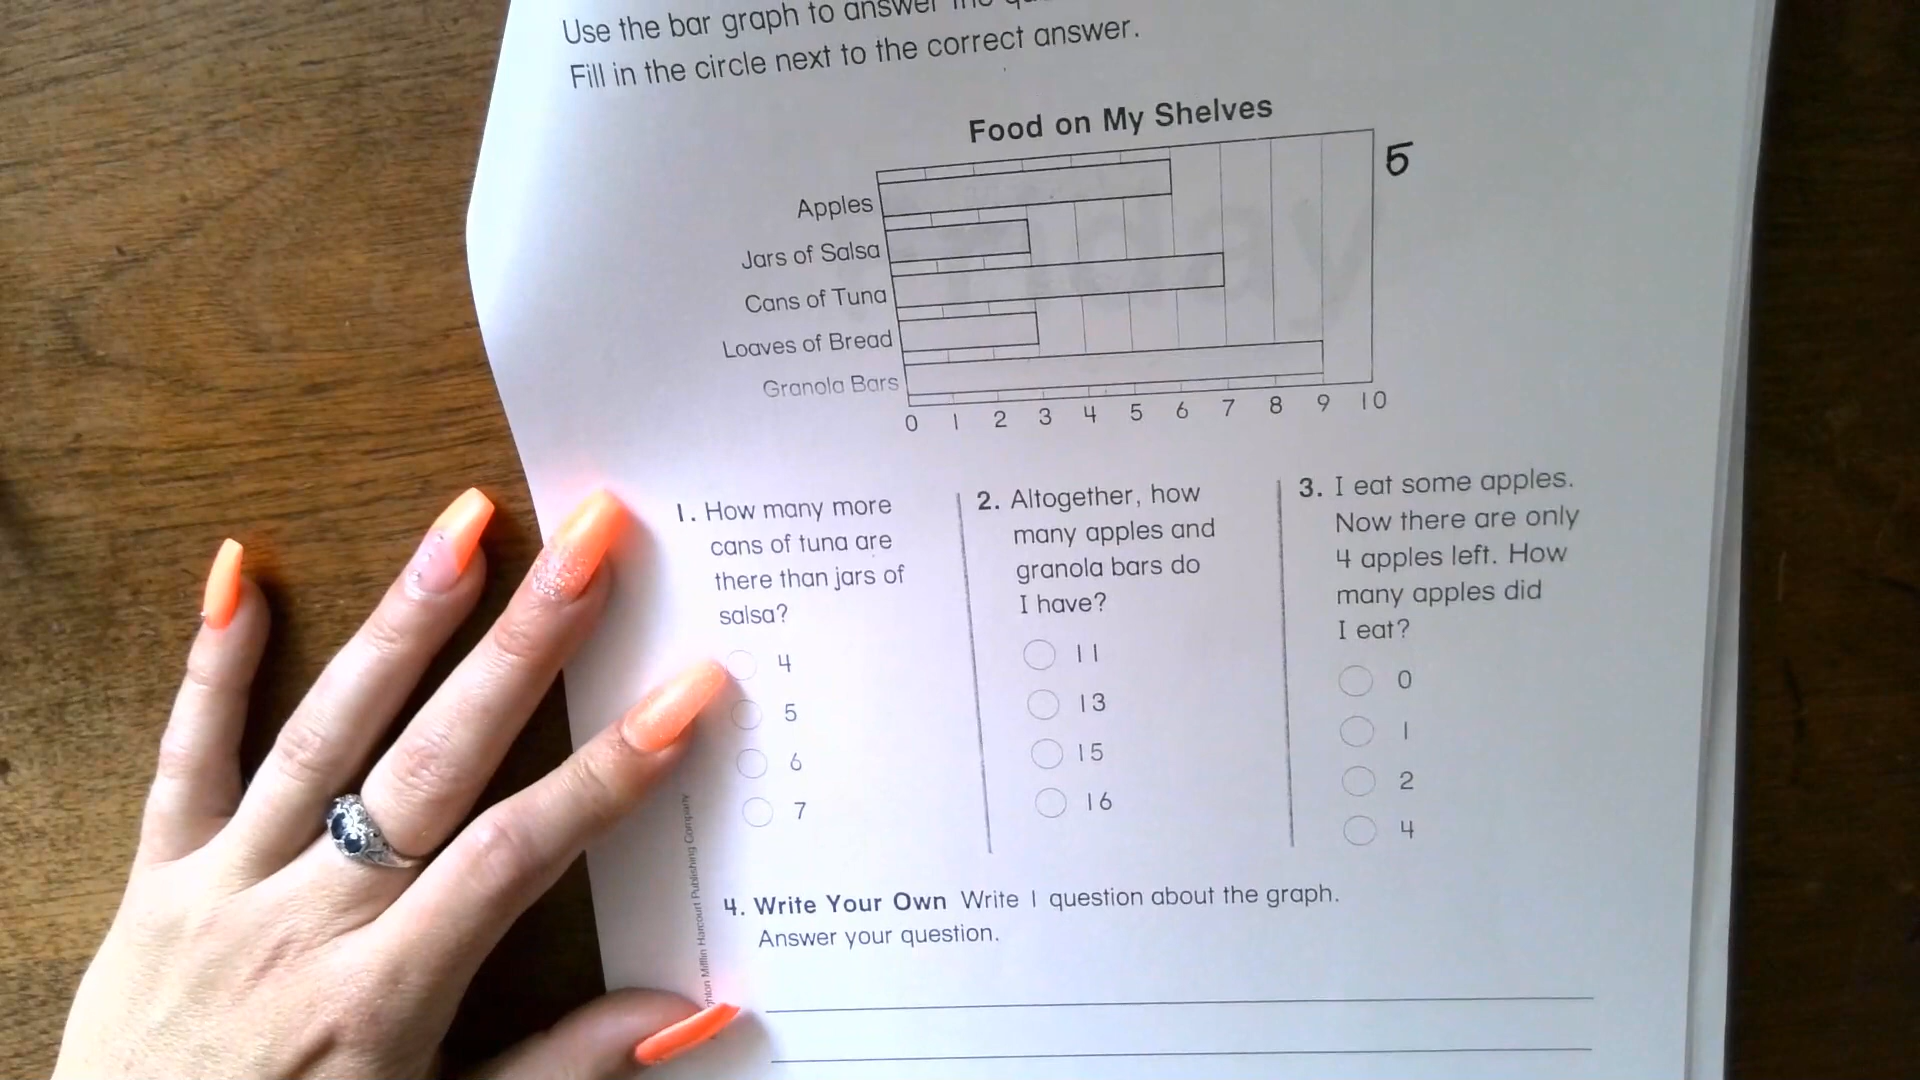 Use the bar graph to answer the
Fill in the circle next to the correct answer.
Food on My Shelves
5
Apples
Jars of Salsa
Cans of Tuna
Loaves of Bread
Granola Bars
0 1 2 3 4 5 6 7 8 9 10
1. How many more
cans of tuna are
there than jars of
salsa?
4
5
6
7
2. Altogether, how
many apples and
granola bars do
I have?
11
13
15
16
3. I eat some apples.
Now there are only
4 apples left. How
many apples did
I eat?
0
1
2
4
4. Write Your Own Write 1 question about the graph.
Answer your question.
Mifflin Harcourt Publishing Company